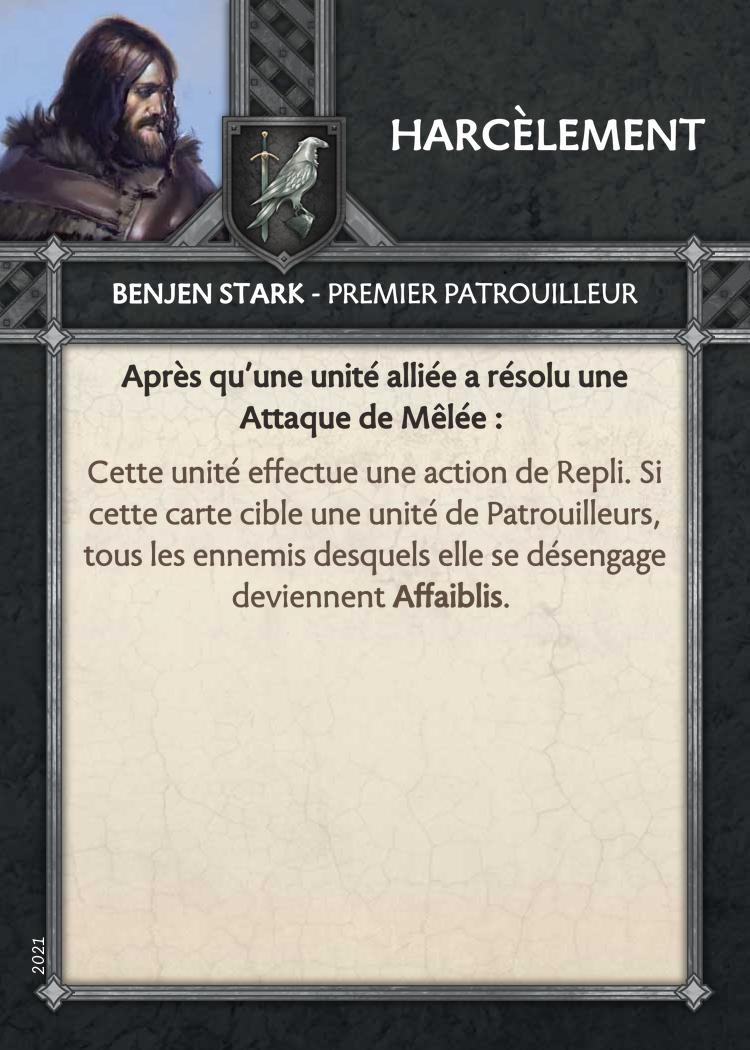 HARCÈLEMENT
BENJEN STARK - PREMIER PATROUILLEUR
Après qu’une unité alliée a résolu une
Attaque de Mêlée :
Cette unité effectue une action de Repli. Si
cette carte cible une unité de Patrouilleurs,
tous les ennemis desquels elle se désengage
deviennent Affaiblis.
2021